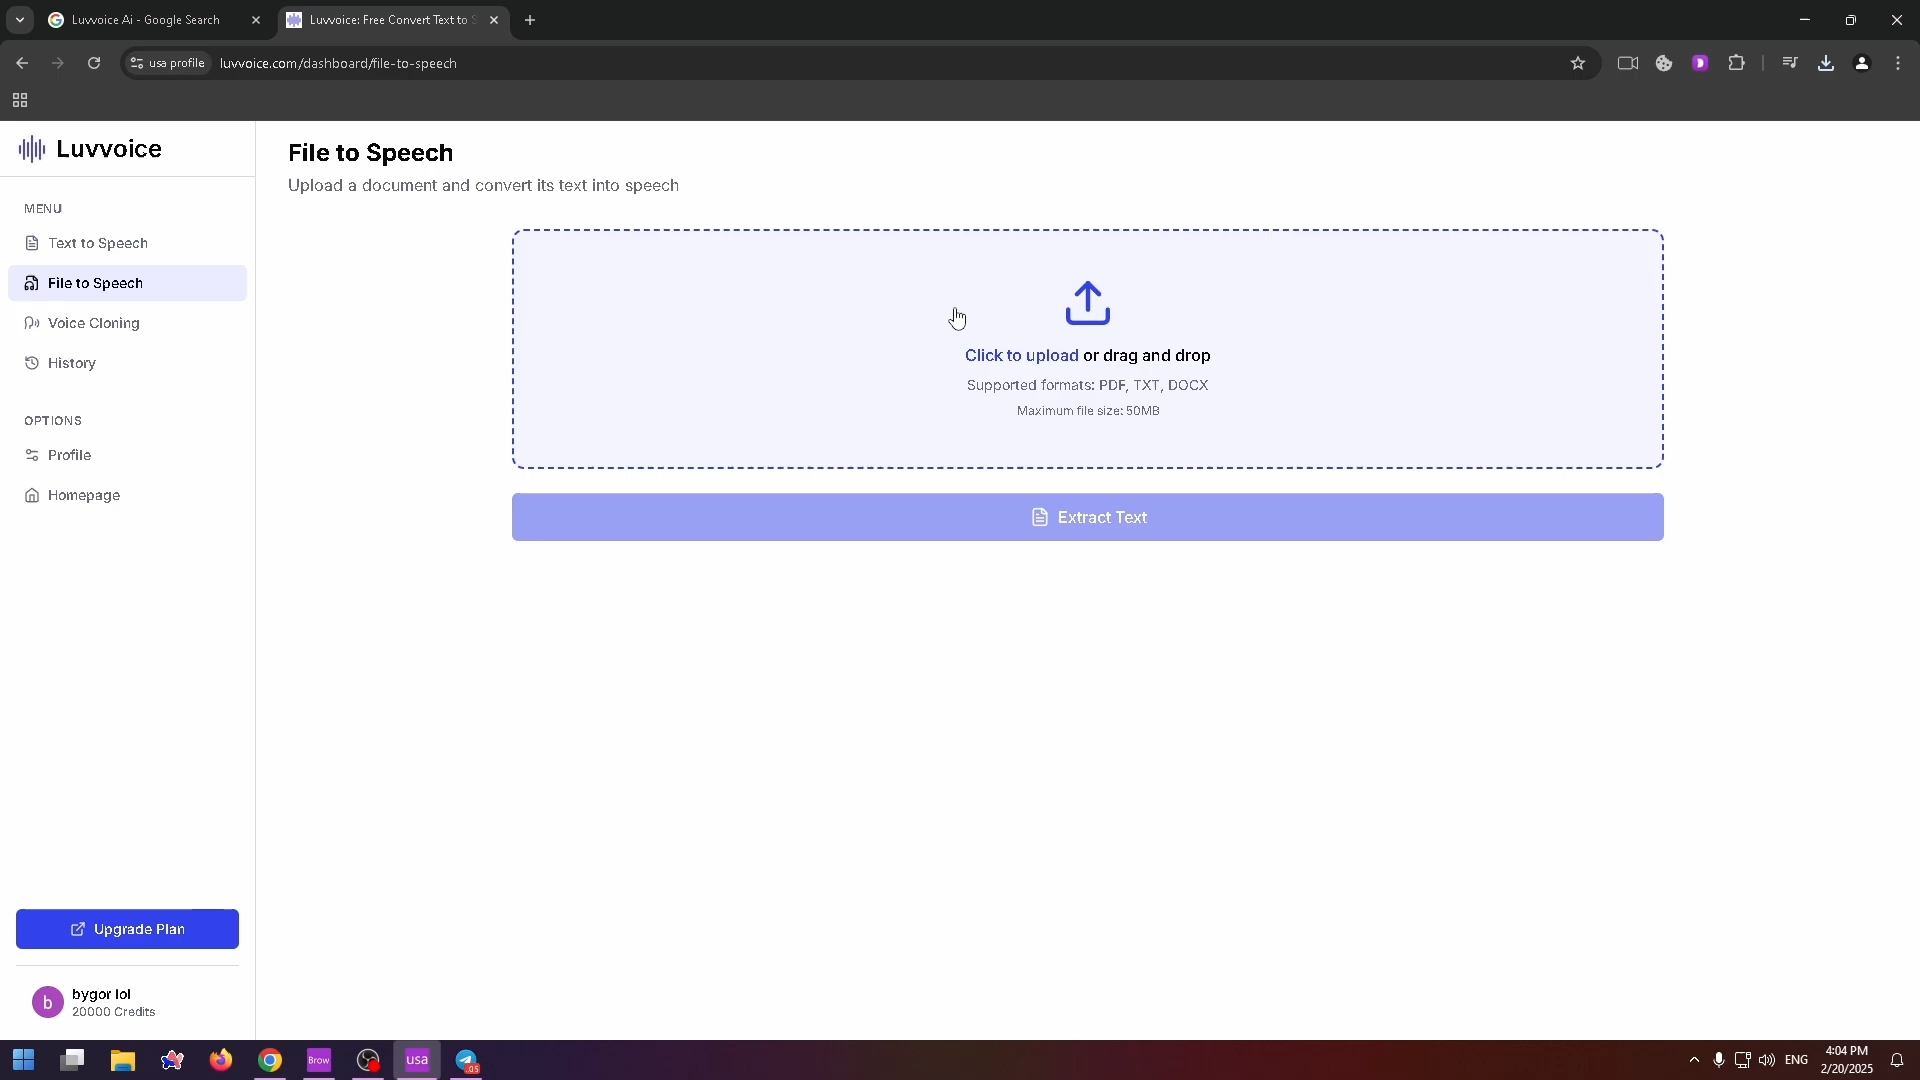 Luvvoice Ai - Google Search
Luvvoice: Free Convert Text to S
usa profile
luvvoice.com/dashboard/file-to-speech
Luvvoice
File to Speech
Upload a document and convert its text into speech
MENU
Text to Speech
File to Speech
Voice Cloning
History
OPTIONS
Profile
Homepage
Click to upload or drag and drop
Supported formats: PDF, TXT, DOCX
Maximum file size: 50MB
Extract Text
Upgrade Plan
b
bygor lol
20000 Credits
Brow
usa
.05
ENG
4:04 PM
2/20/2025